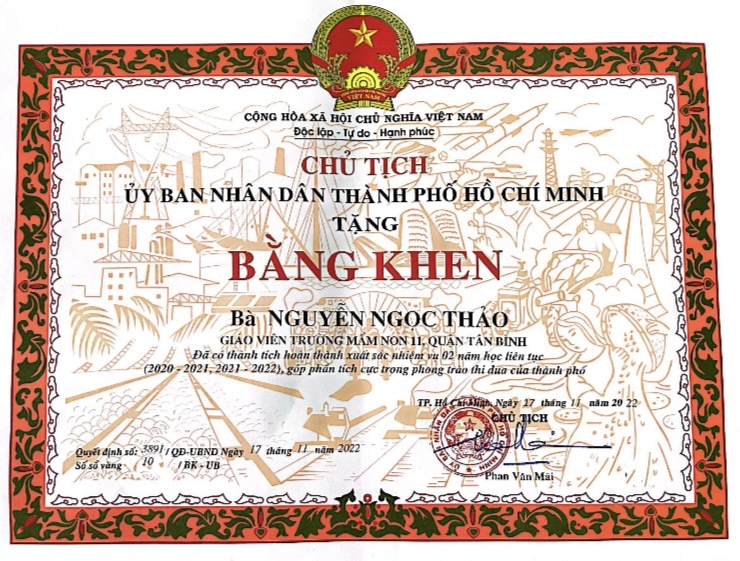 VIỆT NAM
CỘNG HÒA XÃ HỘI CHỦ NGHĨA VIỆT NAM
Độc lập - Tự do - Hạnh phúc
CHỦ TỊCH
ỦY BAN NHÂN DÂN THÀNH PHỐ HỒ CHÍ MINH
TẶNG
BẰNG KHEN
Bà NGUYỄN NGỌC THẢO
GIÁO VIÊN TRƯỜNG MẦM NON 11, QUẬN TÂN BÌNH
Đã có thành tích hoàn thành xuất sắc nhiệm vụ 02 năm học liên tục
(2020 - 2021, 2021 - 2022), góp phần tích cực trong phong trào thi đua của thành phố
TP. Hồ Chí Minh, Ngày 17 tháng 11 năm 2022
CHỦ TỊCH
Quyết định số: 3891 / QĐ-UBND Ngày 17 tháng 11 năm 2022
Số sổ vàng 10 / BK - UB
Phan Văn Mãi